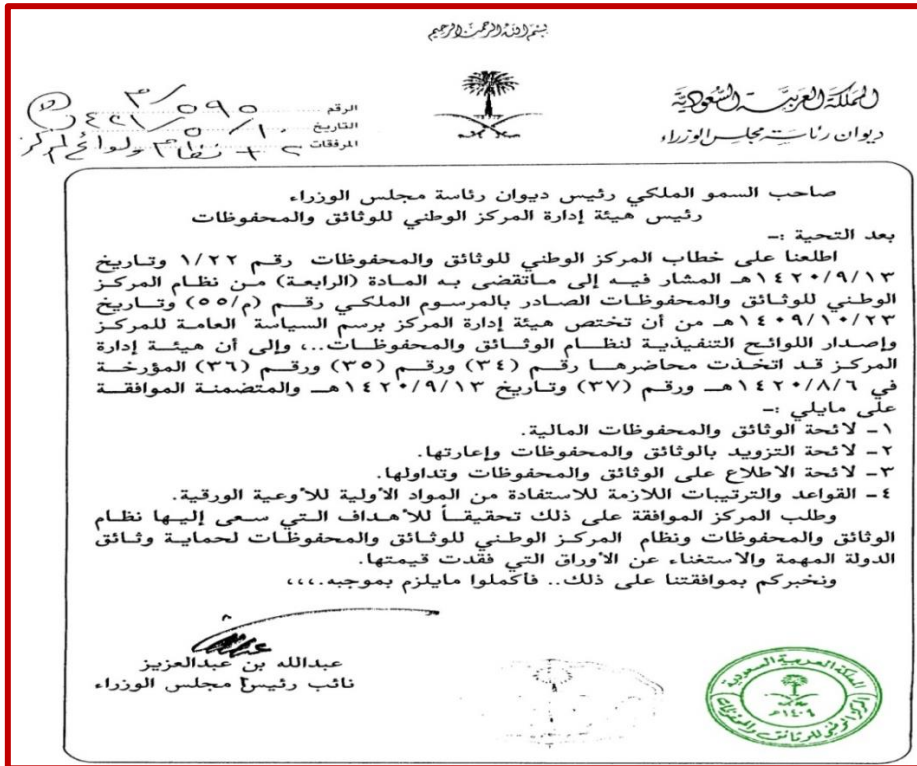 بسم الله الرحمن الرحيم
المملكة العربية السعودية
ديوان رئاسة مجلس الوزراء
الرقم
التاريخ
المرفقات
صاحب السمو الملكي رئيس ديوان رئاسة مجلس الوزراء
رئيس هيئة إدارة المركز الوطني للوثائق والمحفوظات
بعد التحية :-
اطلعنا على خطاب المركز الوطني للوثائق والمحفوظات رقم ١/٢٢ وتاريخ
١٤٢٠/٩/١٣هـ المشار فيه إلى ماتقضى به المادة (الرابعة) من نظام المركز
الوطني للوثائق والمحفوظات الصادر بالمرسوم الملكي رقم (م/٥٥) وتاريخ
١٤٠٩/١٠/٢٣هـ من أن تختص هيئة إدارة المركز برسم السياسة العامة للمركز
وإصدار اللوائح التنفيذية لنظام الوثائق والمحفوظات..، وإلى أن هيئة إدارة
المركز قد اتخذت محاضرها رقم (٣٤) ورقم (٣٥) ورقم (٣٦) المؤرخة
في ١٤٢٠/٨/٦هـ ورقم (٣٧) وتاريخ ١٤٢٠/٩/١٣هـ والمتضمنة الموافقة
على مايلي :-
١- لائحة الوثائق والمحفوظات المالية.
٢- لائحة التزويد بالوثائق والمحفوظات وإعارتها.
٣- لائحة الاطلاع على الوثائق والمحفوظات وتداولها.
٤- القواعد والترتيبات اللازمة للاستفادة من المواد الأولية للأوعية الورقية.
وطلب المركز الموافقة على ذلك تحقيقاً للأهداف التي سعى إليها نظام
الوثائق والمحفوظات ونظام المركز الوطني للوثائق والمحفوظات لحماية وثائق
الدولة المهمة والاستغناء عن الأوراق التي فقدت قيمتها.
ونخبركم بموافقتنا على ذلك.. فأكملوا مايلزم بموجبه.،،،
عبدالله بن عبدالعزيز
نائب رئيس مجلس الوزراء
المملكة العربية السعودية
المركز الوطني للوثائق والمحفوظات